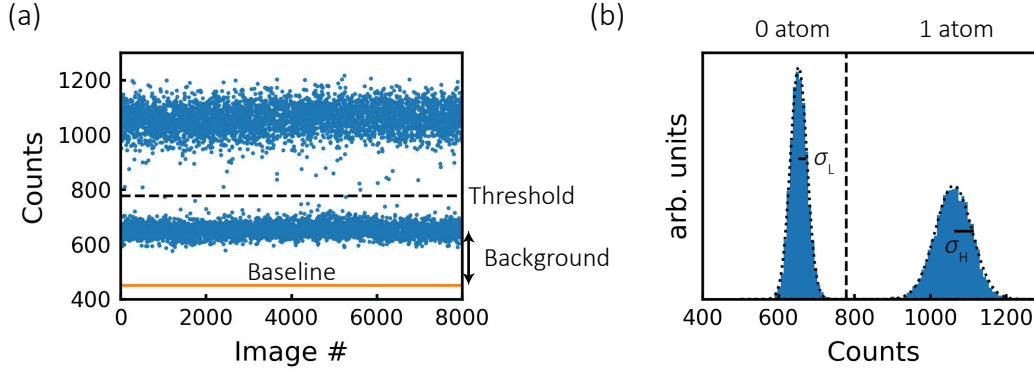 (a)
1200
1000
800
600
400
Counts
Threshold
Background
Baseline
0 2000 4000 6000 8000
Image #
(b)
0 atom 1 atom
arb. units
σL
σH
400 600 800 1000 1200
Counts